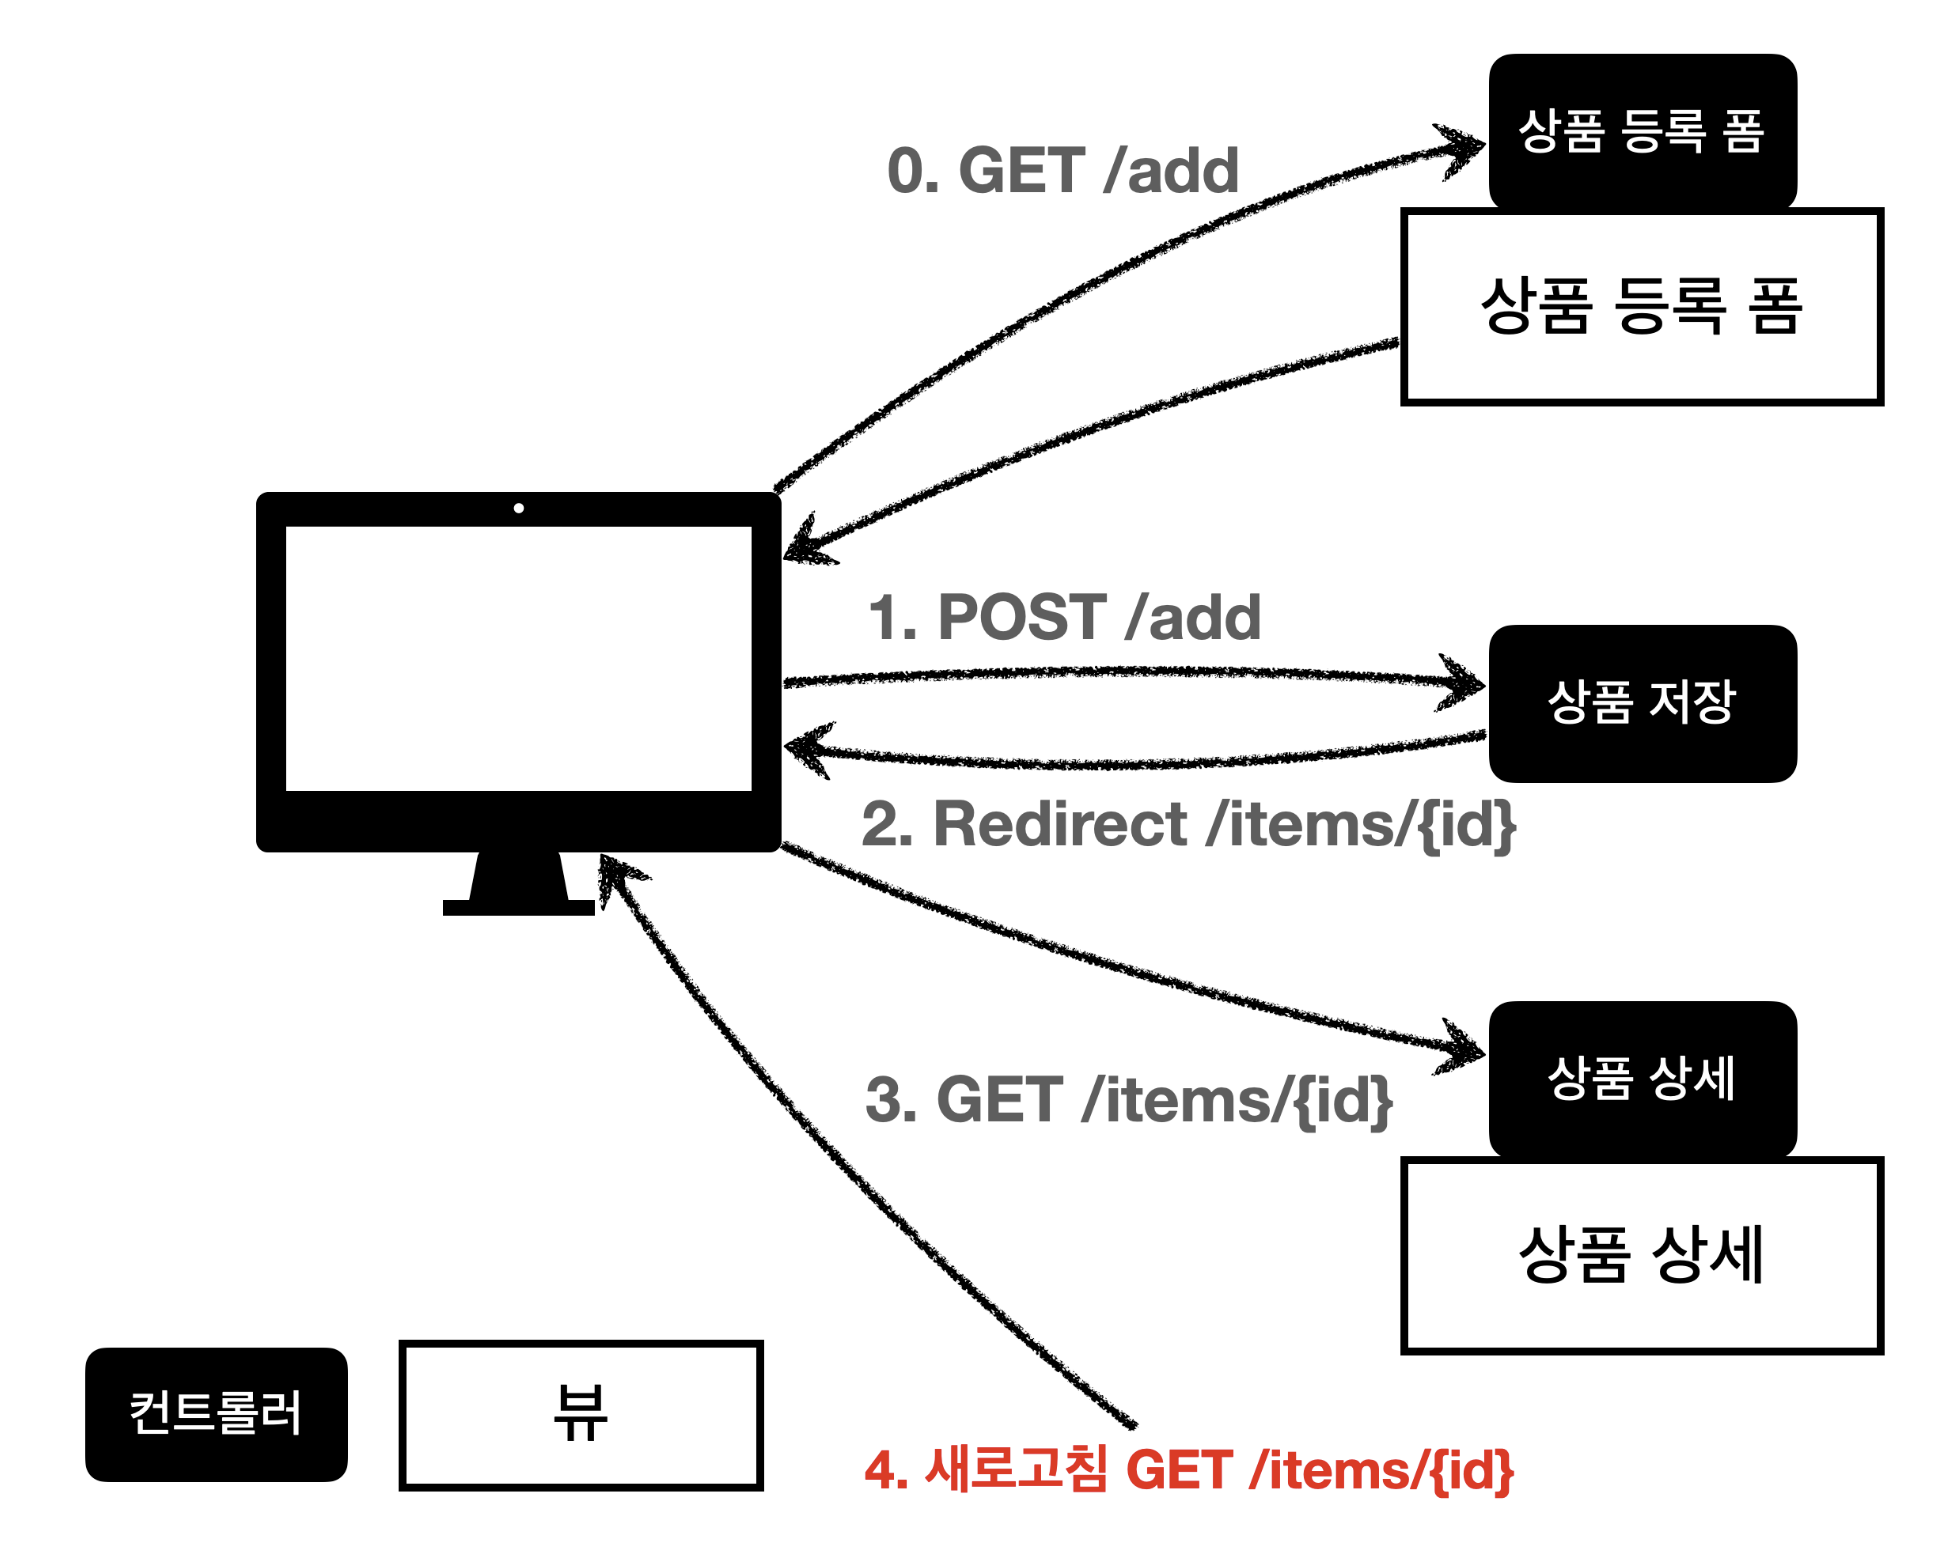 상품 등록 폼
0. GET /add
상품 등록 폼
1. POST /add
상품 저장
2. Redirect /items/{id}
상품 상세
3. GET /items/{id}
상품 상세
컨트롤러
뷰
4. 새로고침 GET /items/{id}